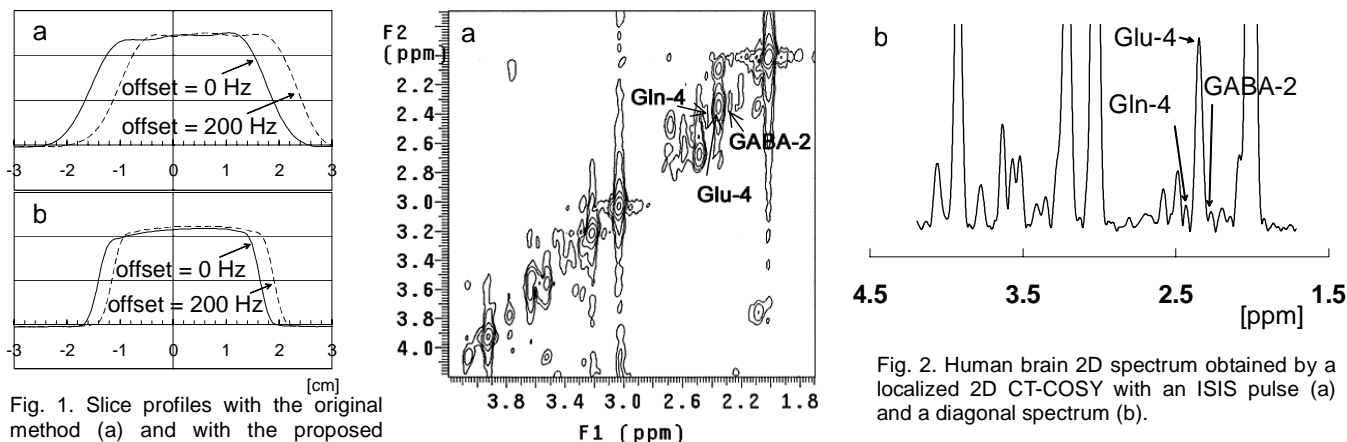 a
offset = 0 Hz
offset = 200 Hz
-3 -2 -1 0 1 2 3
b
offset = 0 Hz
offset = 200 Hz
-3 -2 -1 0 1 2 3
[cm]
Fig. 1. Slice profiles with the original
method (a) and with the proposed
F2
(ppm)
a
2.2
2.4
2.6
2.8
3.0
3.2
3.4
3.6
3.8
4.0
Gln-4
GABA-2
Glu-4
3.8 3.4 3.0 2.6 2.2 1.8
F1 (ppm)
b
Glu-4
GABA-2
Gln-4
4.5 3.5 2.5 1.5
[ppm]
Fig. 2. Human brain 2D spectrum obtained by a
localized 2D CT-COSY with an ISIS pulse (a)
and a diagonal spectrum (b).